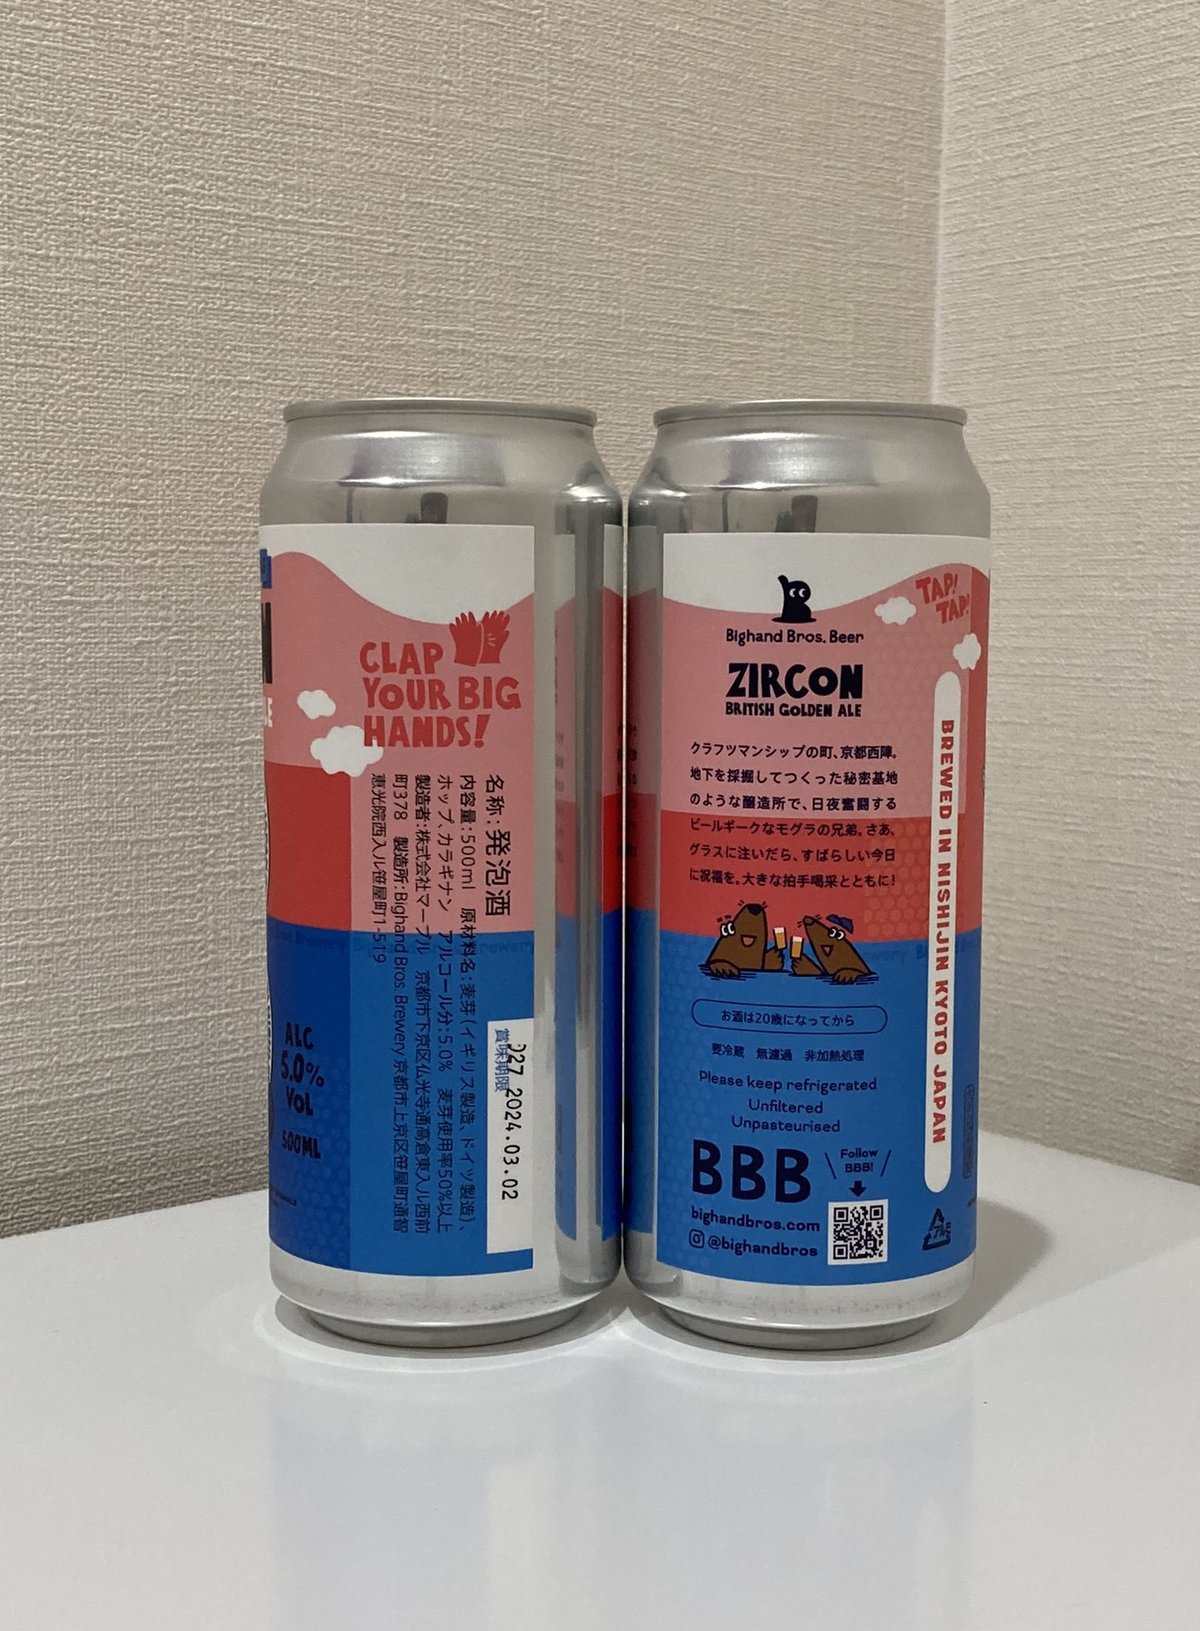 CLAP
YOUR BIG
HANDS!
名称:発泡酒
内容量:500ml 原材料名:麦芽(イギリス製造、ドイツ製造)、
ホップ、カラギナン アルコール分:5.0% 麦芽使用率50%以上
製造者:株式会社マーブル 京都市下京区仏光寺通高倉東入ル西前
町378 製造所:Bighand Bros. Brewery 京都市上京区笹屋町通智
恵光院西入ル笹屋町1-519
賞味期限
027 2024.03.02
ALC
5.0%
VOL
500ML
Bighand Bros. Beer
ZIRCON
BRITISH GOLDEN ALE
TAP!
TAP!
クラフツマンシップの町、京都西陣。
地下を採掘してつくった秘密基地
のような醸造所で、日夜奮闘する
ビールギークなモグラの兄弟。さあ、
グラスに注いだら、すばらしい今日
に祝福を。大きな拍手喝采とともに!
お酒は20歳になってから
要冷蔵 無濾過 非加熱処理
Please keep refrigerated
Unfiltered
Unpasteurised
BBB
Follow
BBB!
bighandbros.com
@bighandbros
BREWED IN NISHIJIN KYOTO JAPAN